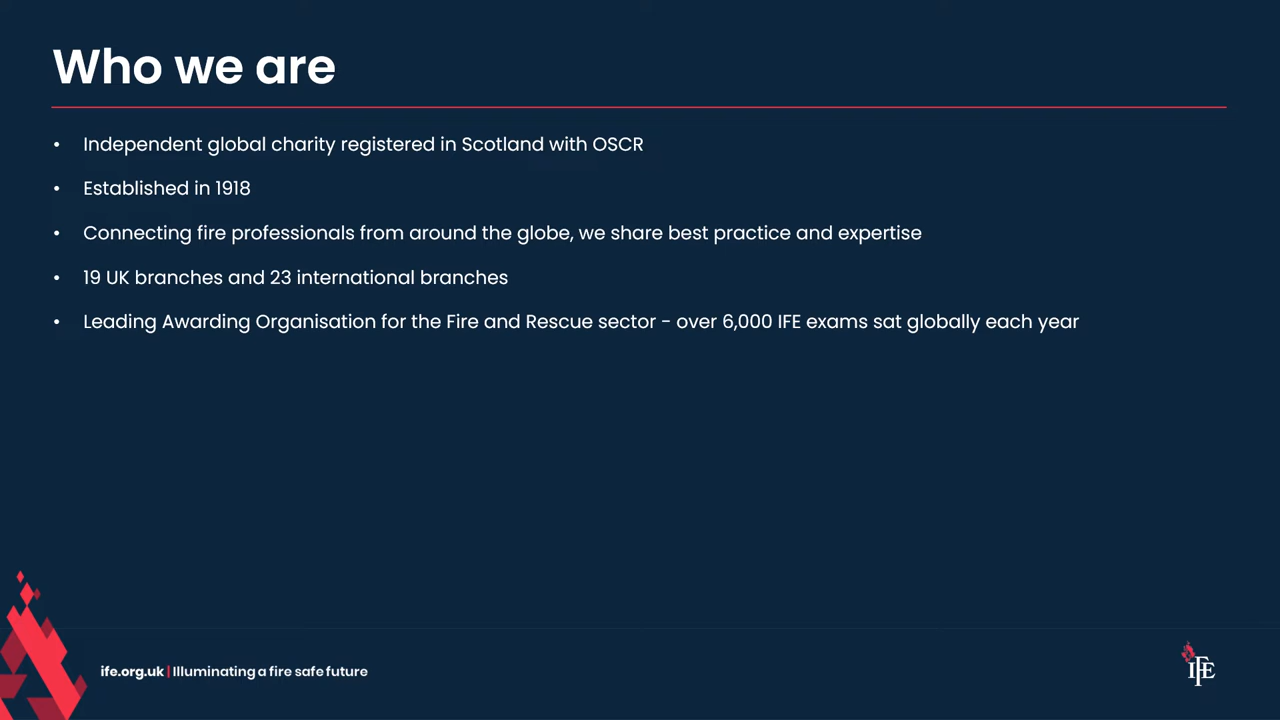 Who we are
• Independent global charity registered in Scotland with OSCR
• Established in 1918
• Connecting fire professionals from around the globe, we share best practice and expertise
• 19 UK branches and 23 international branches
• Leading Awarding Organisation for the Fire and Rescue sector - over 6,000 IFE exams sat globally each year
ife.org.uk | Illuminating a fire safe future
IFE